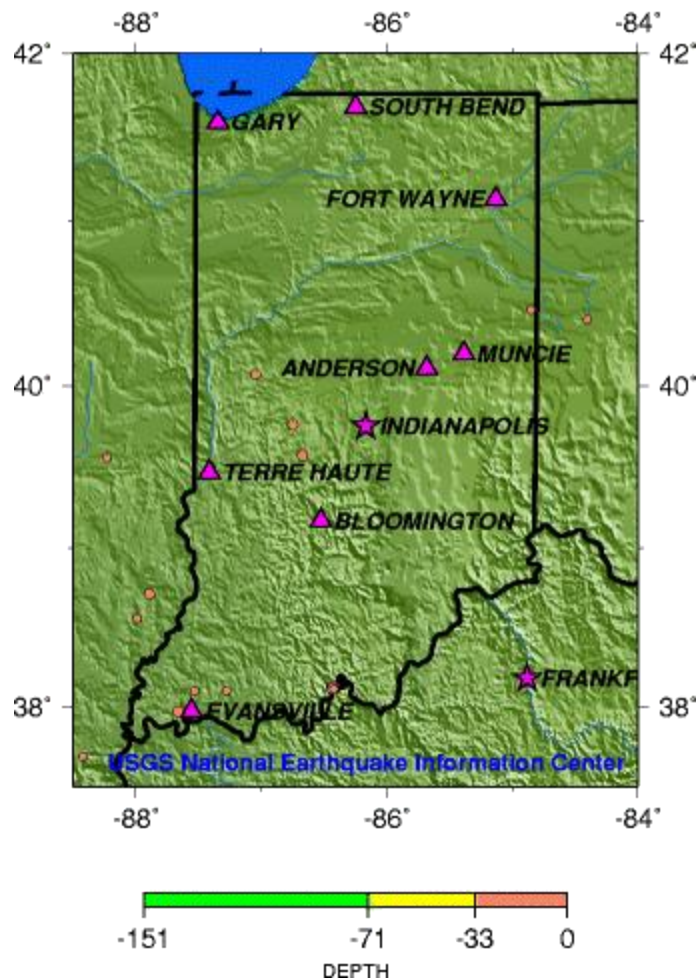 -88° -86° -84°
42° 42°
SOUTH BEND
GARY
FORT WAYNE
MUNCIE
ANDERSON
40° 40°
INDIANAPOLIS
TERRE HAUTE
BLOOMINGTON
FRANKF
38° 38°
EVANSVILLE
USGS National Earthquake Information Center
-88° -86° -84°
-151 -71 -33 0
DEPTH